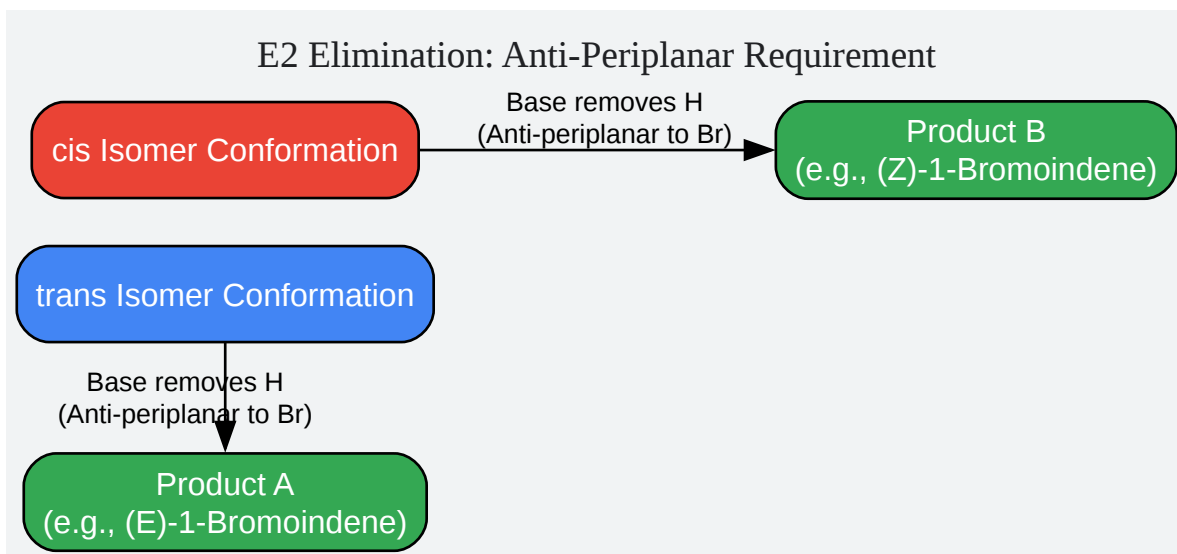 E2 Elimination: Anti-Periplanar Requirement
cis Isomer Conformation
Base removes H
(Anti-periplanar to Br)
Product B
(e.g., (Z)-1-Bromoindene)
trans Isomer Conformation
Base removes H
(Anti-periplanar to Br)
Product A
(e.g., (E)-1-Bromoindene)